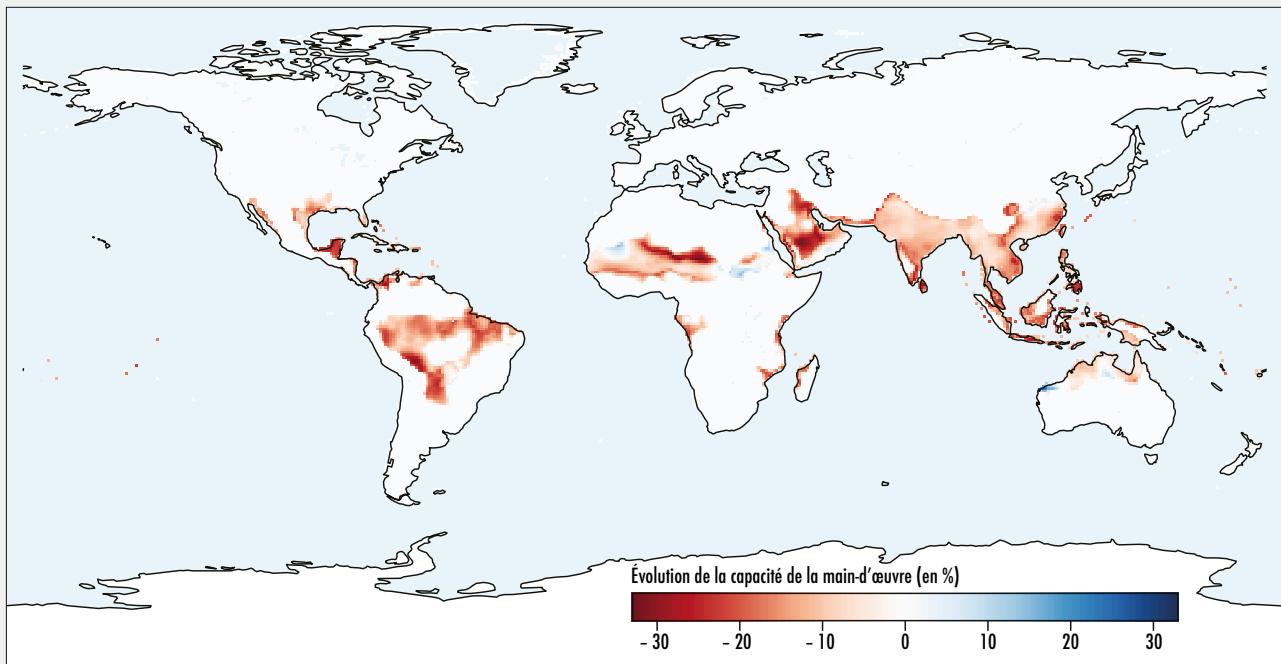 Évolution de la capacité de la main-d'œuvre (en %)
– 30 – 20 – 10 0 10 20 30